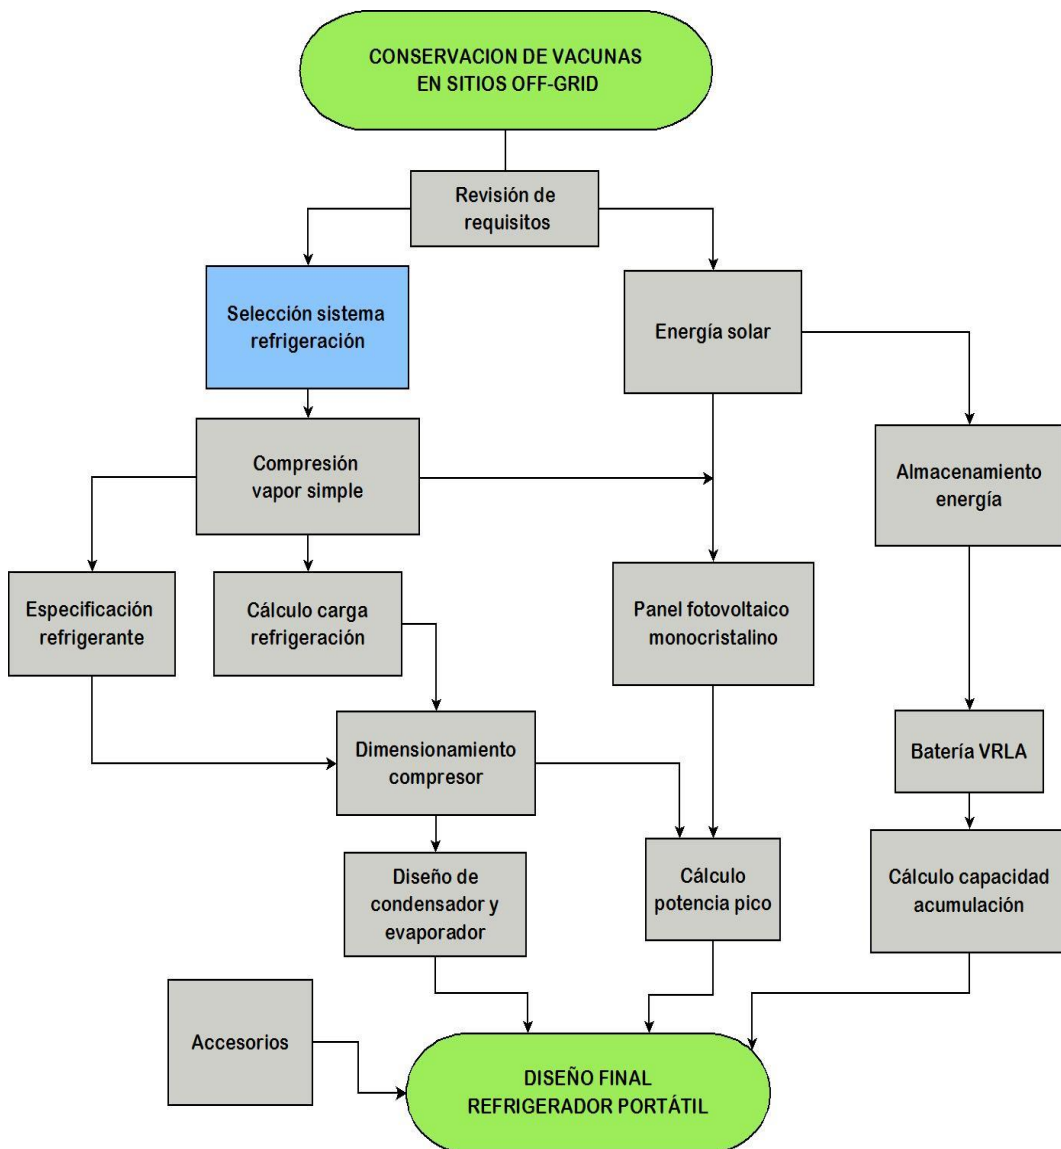 CONSERVACION DE VACUNAS
EN SITIOS OFF-GRID
Revisión de
requisitos
Selección sistema
refrigeración
Energía solar
Compresión
vapor simple
Almacenamiento
energía
Especificación
refrigerante
Cálculo carga
refrigeración
Panel fotovoltaico
monocristalino
Dimensionamiento
compresor
Batería VRLA
Diseño de
condensador y
evaporador
Cálculo
potencia pico
Cálculo capacidad
acumulación
Accesorios
DISEÑO FINAL
REFRIGERADOR PORTÁTIL